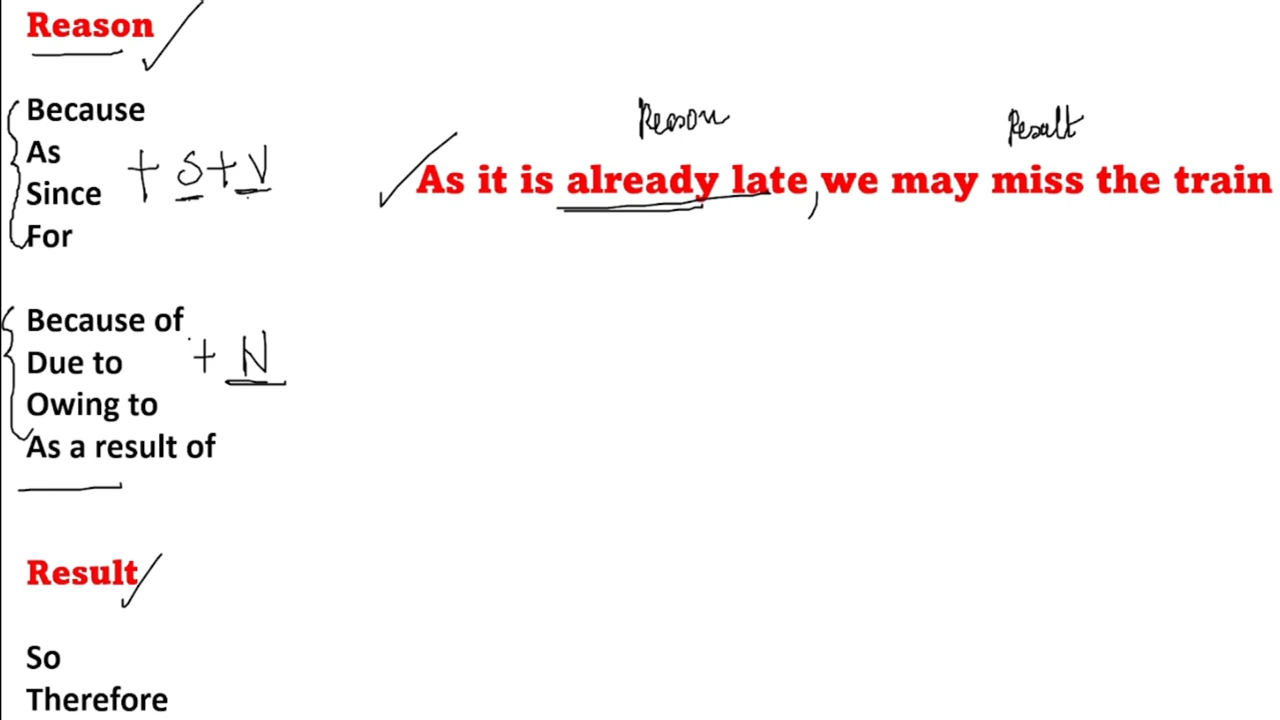 Reason
Because
As
Since
For
+ S + V
Reason
Result
As it is already late, we may miss the train
Because of
Due to
Owing to
As a result of
+ N
Result
So
Therefore